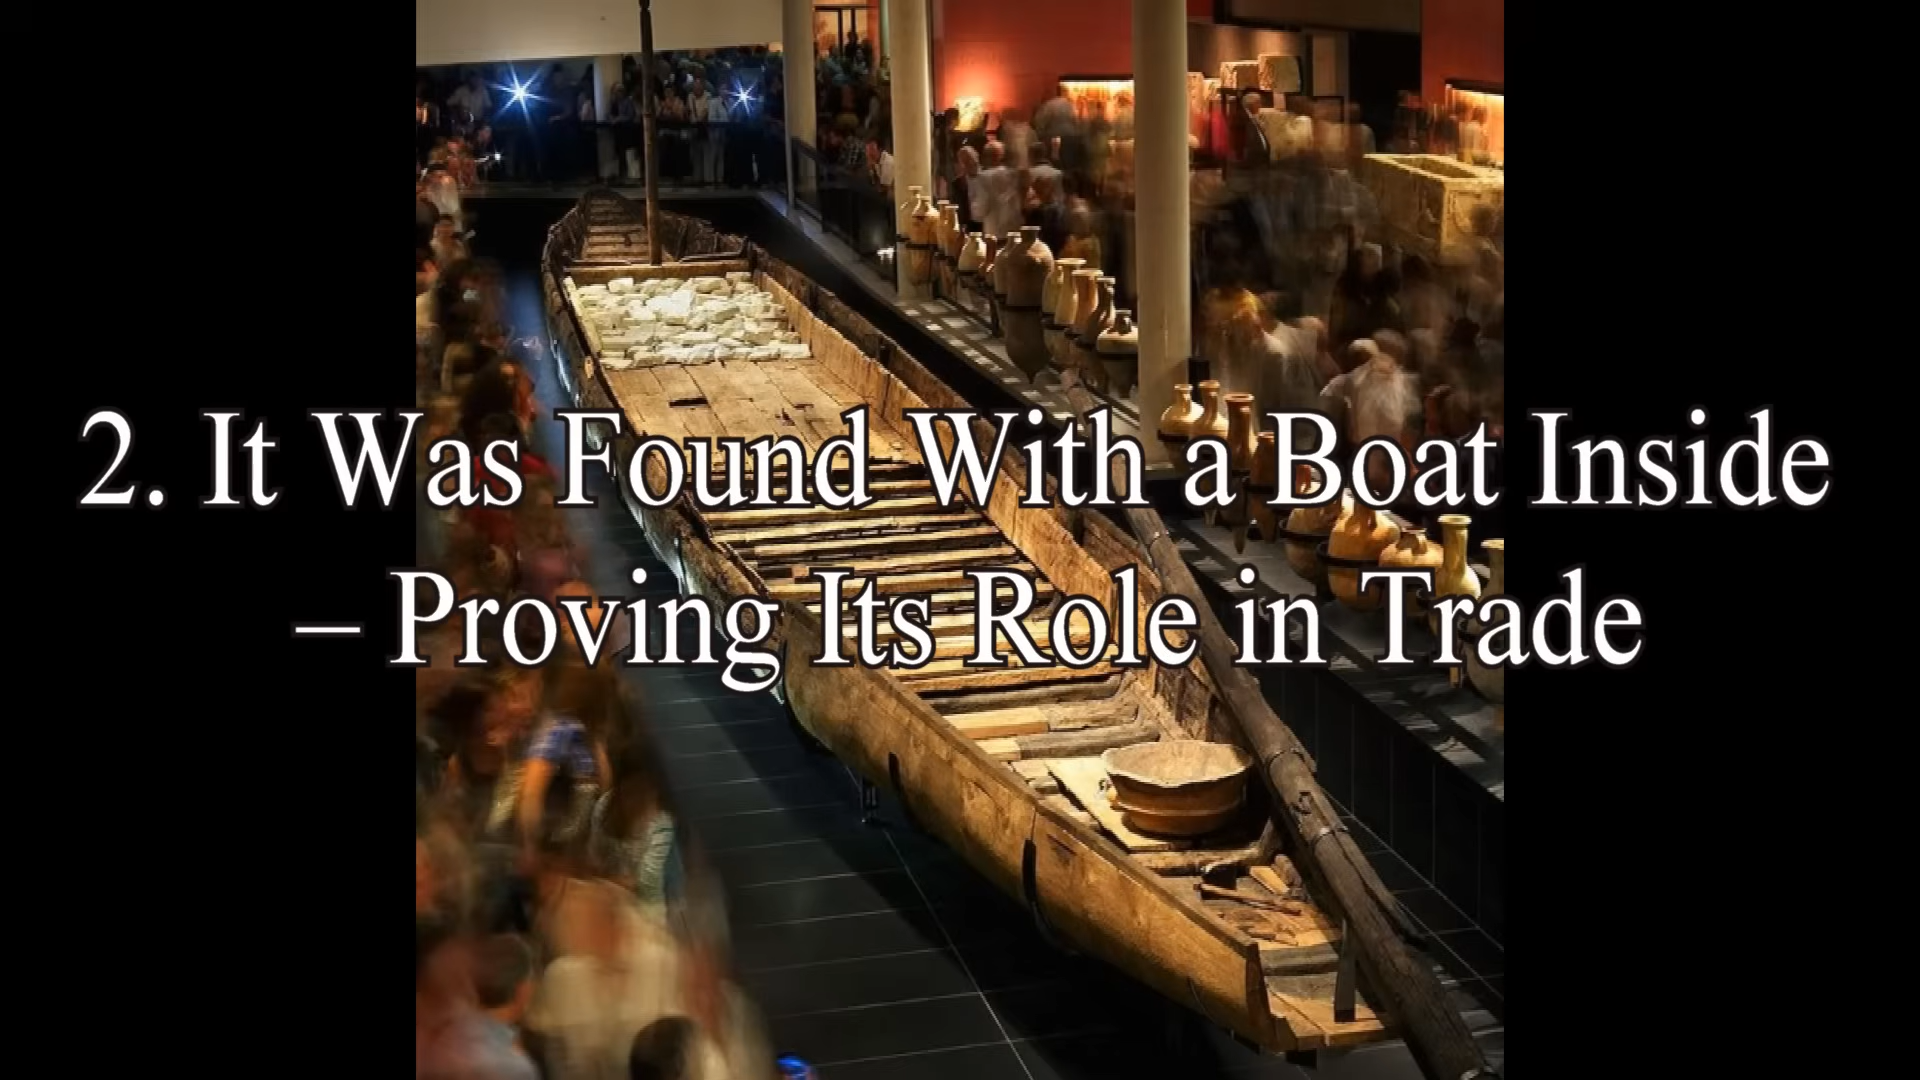 2. It Was Found With a Boat Inside
– Proving Its Role in Trade